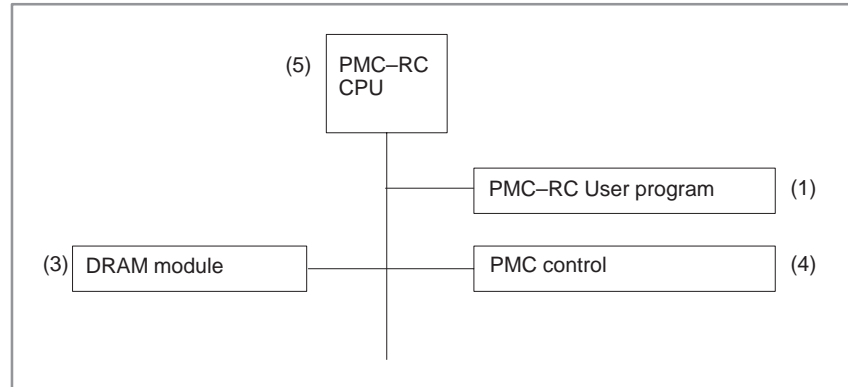 (5)
PMC–RC
CPU
PMC–RC User program
(1)
(3)
DRAM module
PMC control
(4)